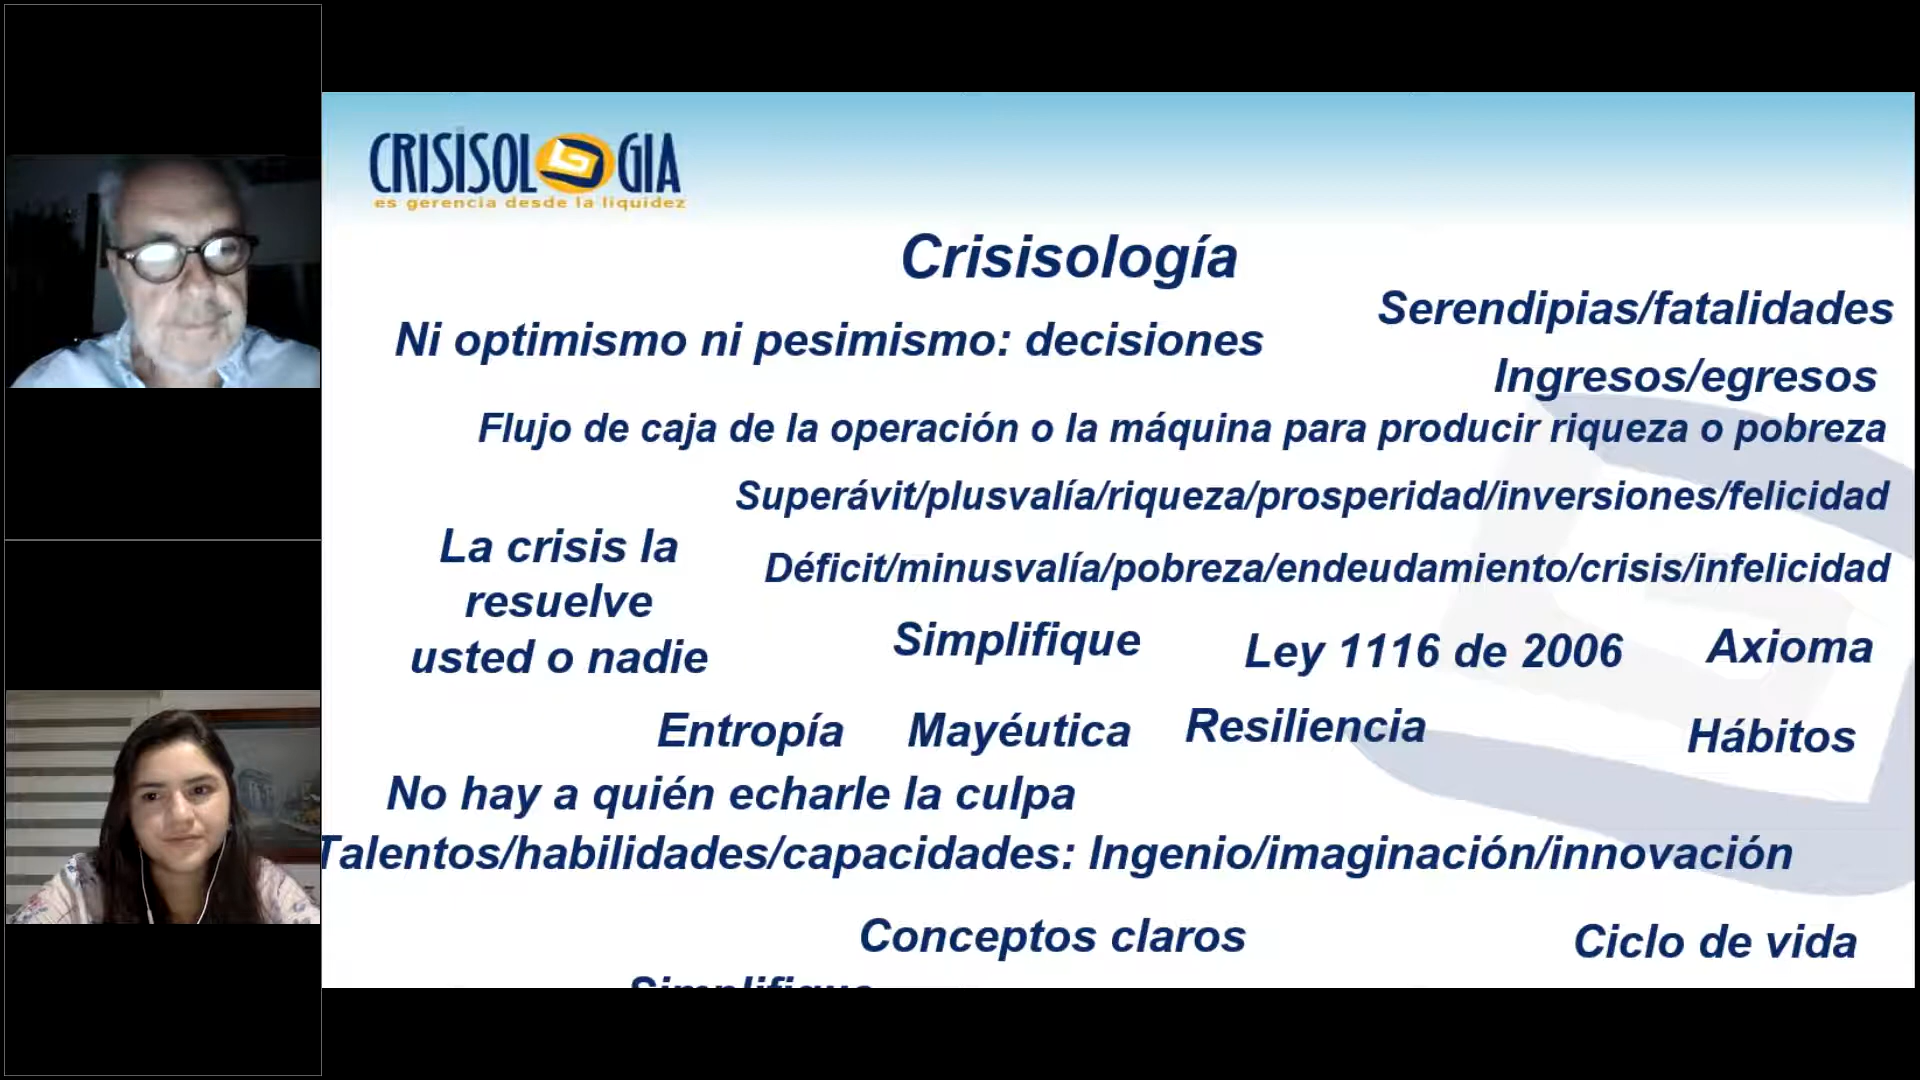 CRISISOLOGIA
es gerencia desde la liquidez
Crisisología
Serendipias/fatalidades
Ni optimismo ni pesimismo: decisiones
Ingresos/egresos
Flujo de caja de la operación o la máquina para producir riqueza o pobreza
Superávit/plusvalía/riqueza/prosperidad/inversiones/felicidad
La crisis la
resuelve
usted o nadie
Déficit/minusvalía/pobreza/endeudamiento/crisis/infelicidad
Simplifique
Ley 1116 de 2006
Axioma
Entropía
Mayéutica
Resiliencia
Hábitos
No hay a quién echarle la culpa
Talentos/habilidades/capacidades: Ingenio/imaginación/innovación
Conceptos claros
Ciclo de vida
Simplifique